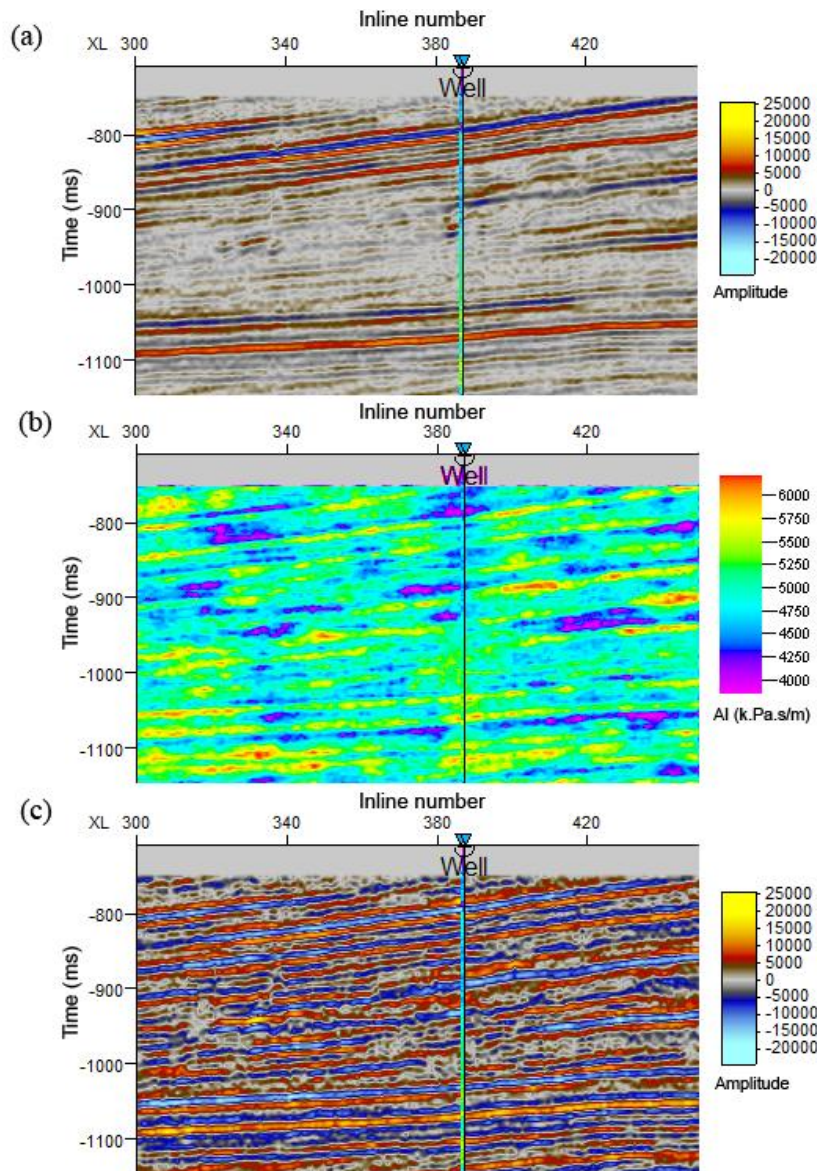 (a)
Inline number
XL 300 340 380 420
Well
Time (ms)
-800
-900
-1000
-1100
25000
20000
15000
10000
5000
0
-5000
-10000
-15000
-20000
Amplitude
(b)
Inline number
XL 300 340 380 420
Well
Time (ms)
-800
-900
-1000
-1100
6000
5750
5500
5250
5000
4750
4500
4250
4000
AI (k.Pa.s/m)
(c)
Inline number
XL 300 340 380 420
Well
Time (ms)
-800
-900
-1000
-1100
25000
20000
15000
10000
5000
0
-5000
-10000
-15000
-20000
Amplitude